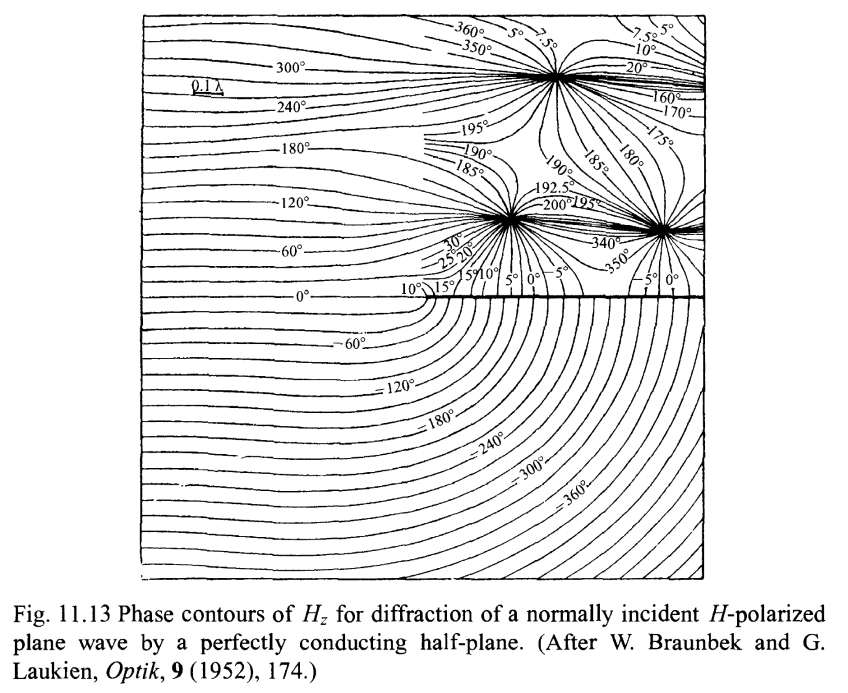 360° 5° 7.5° 7.5° 5°
350° 10°
300° 20°
0.1 λ
240° 160°
170°
195° 175°
180° 190° 190° 185° 180°
185°
192.5°
120° 200° 195°
30° 340°
60° 25° 20° 350°
15° 10° 5° 0° −5° −5° 0°
0° 10° 15°
−60°
−120°
−180°
−240°
−300°
−360°
Fig. 11.13 Phase contours of Hz for diffraction of a normally incident H-polarized
plane wave by a perfectly conducting half-plane. (After W. Braunbek and G.
Laukien, Optik, 9 (1952), 174.)